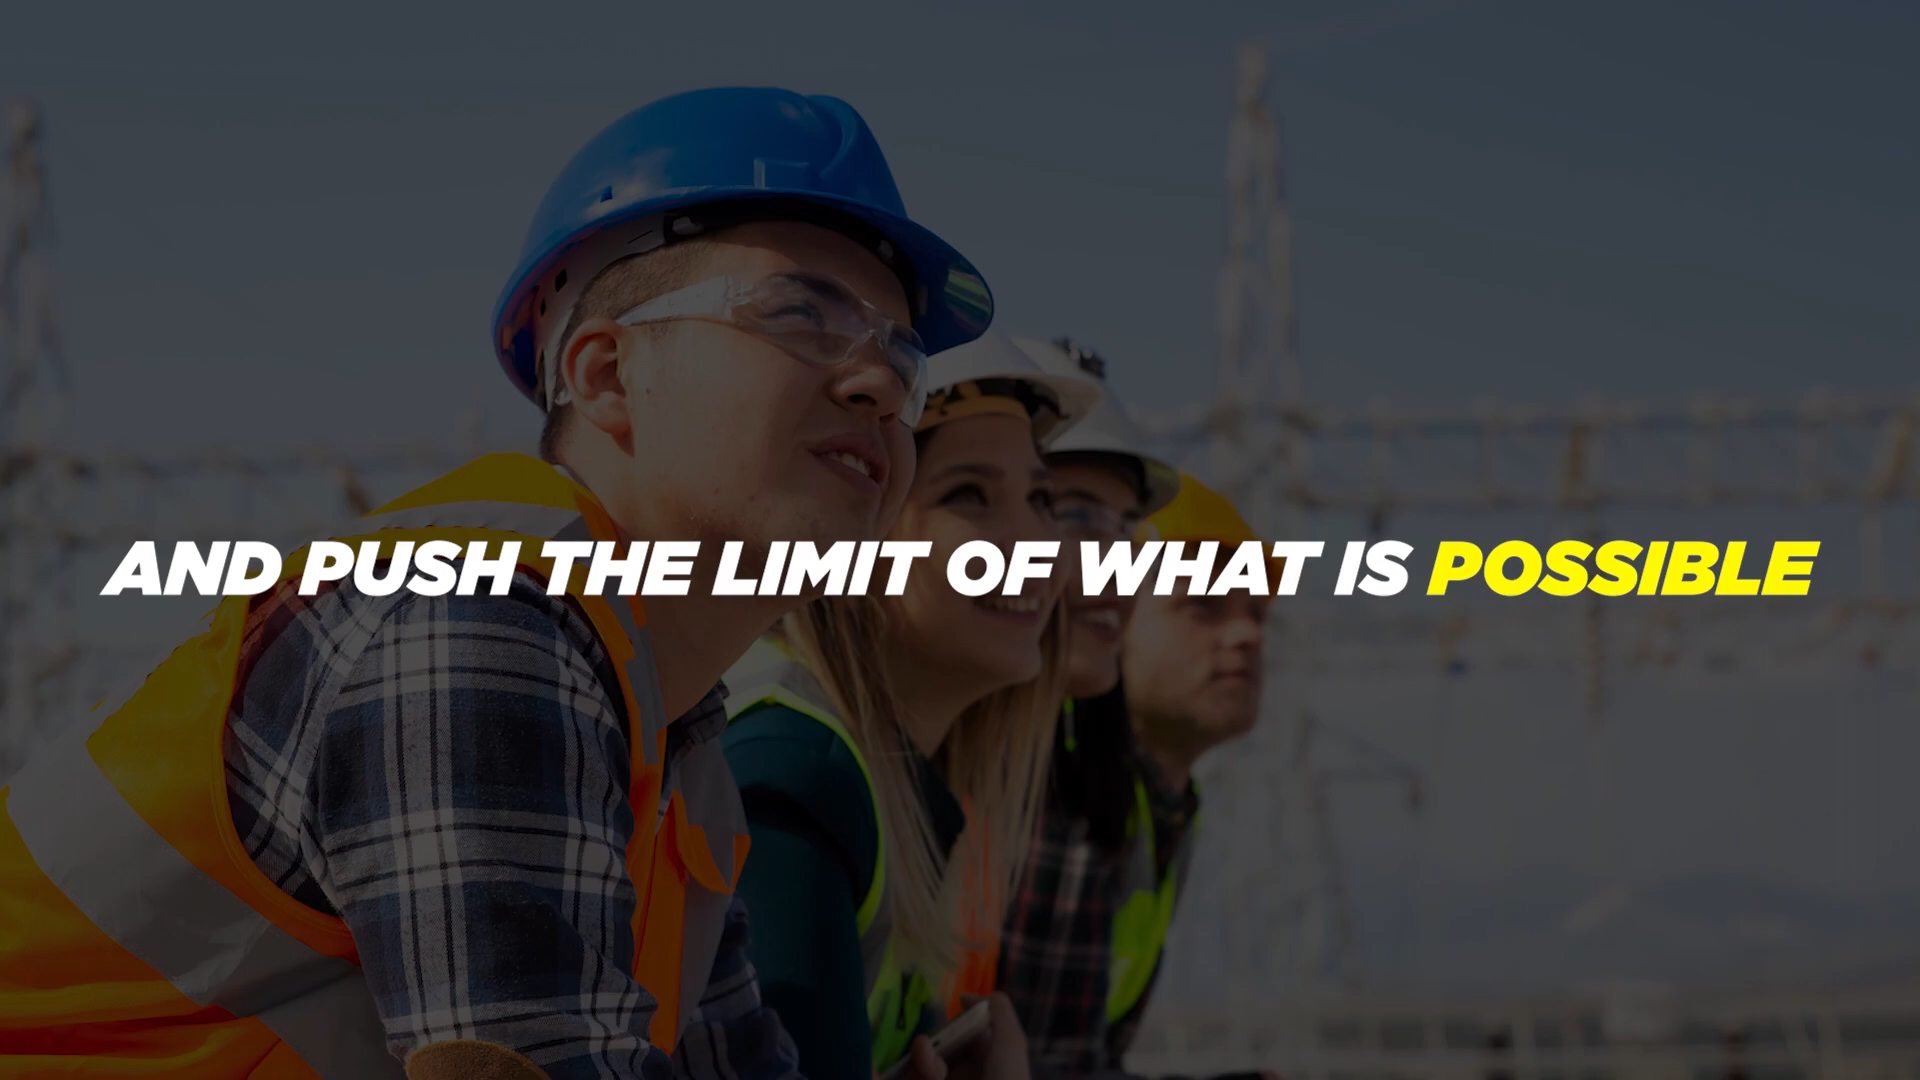 AND PUSH THE LIMIT OF WHAT IS POSSIBLE